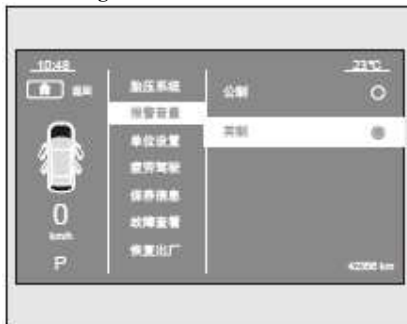 10:48
23℃
返回
胎压系统
报警音量
单位设置
疲劳驾驶
保养信息
故障查看
恢复出厂
公制
英制
0
km/h
P
42366 km